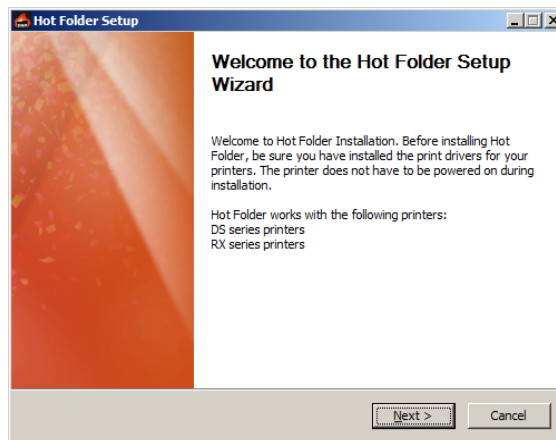 Hot Folder Setup
Welcome to the Hot Folder Setup
Wizard
Welcome to Hot Folder Installation. Before installing Hot
Folder, be sure you have installed the print drivers for your
printers. The printer does not have to be powered on during
installation.
Hot Folder works with the following printers:
DS series printers
RX series printers
Next >
Cancel